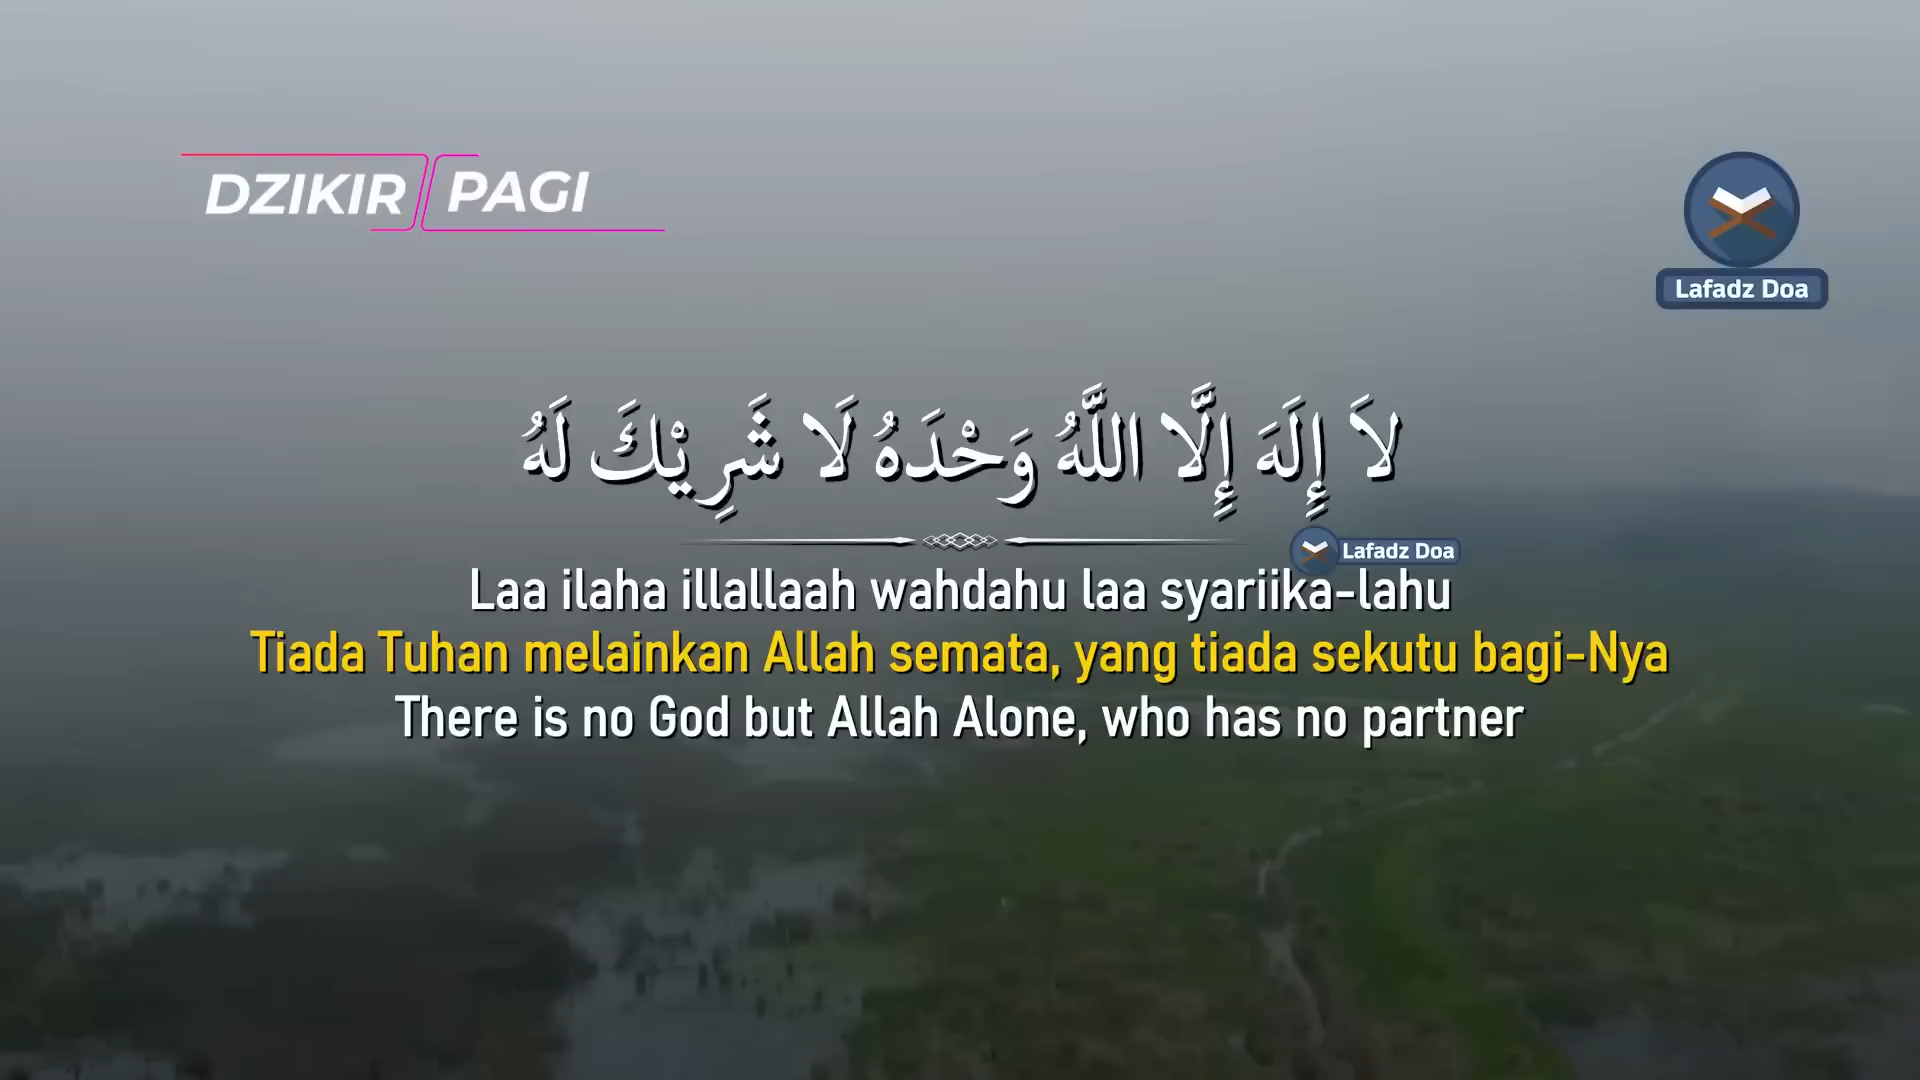 DZIKIR PAGI
Lafadz Doa
لاَ إِلَهَ إِلَّا اللَّهُ وَحْدَهُ لَا شَرِيْكَ لَهُ
Lafadz Doa
Laa ilaha illallaah wahdahu laa syariika-lahu
Tiada Tuhan melainkan Allah semata, yang tiada sekutu bagi-Nya
There is no God but Allah Alone, who has no partner